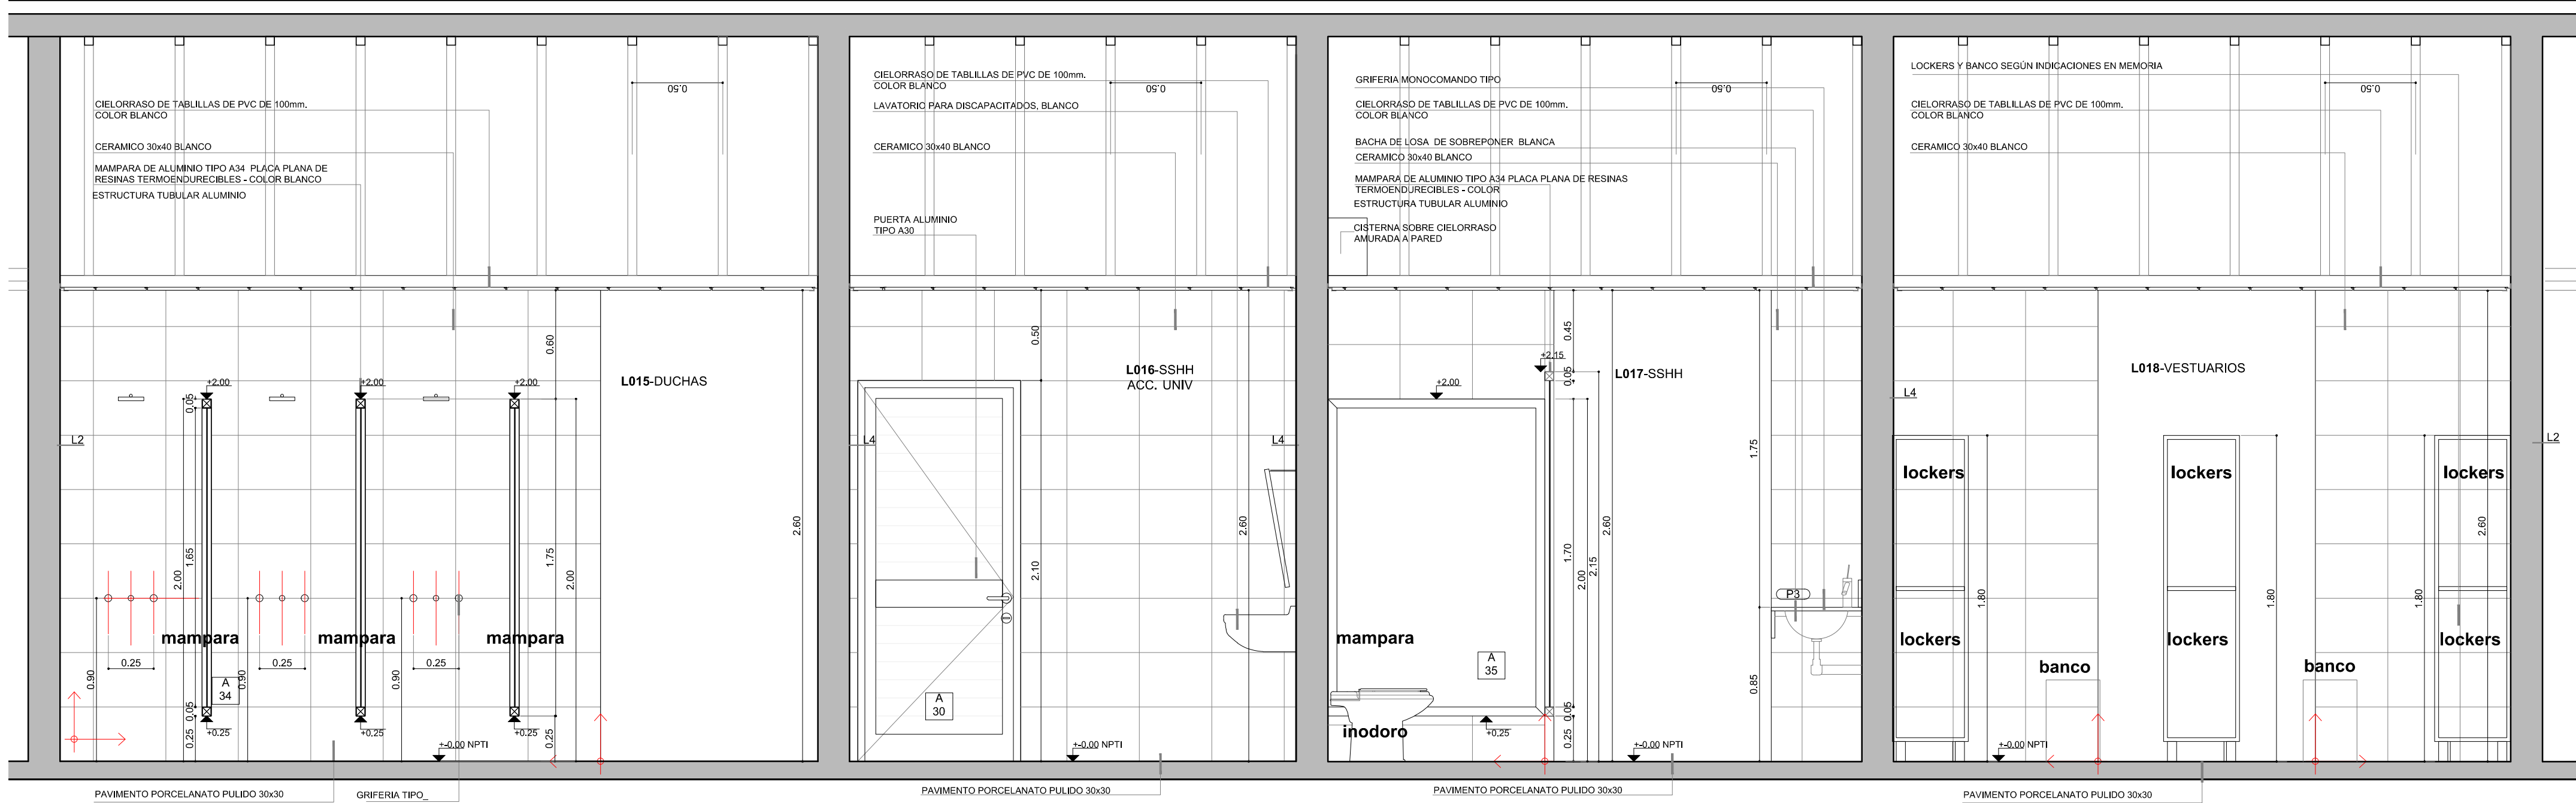 0.50
CIELORRASO DE TABLILLAS DE PVC DE 100mm.
COLOR BLANCO
CERAMICO 30x40 BLANCO
MAMPARA DE ALUMINIO TIPO A34 PLACA PLANA DE
RESINAS TERMOENDURECIBLES - COLOR BLANCO
ESTRUCTURA TUBULAR ALUMINIO
0.60
L015-DUCHAS
+2.00
+2.00
+2.00
0.05
L2
1.65
2.00
1.75
2.00
2.60
mampara
mampara
mampara
0.25
0.25
0.25
0.90
0.90
0.90
A
34
0.05
0.25
+0.25
+0.25
+0.25
0.25
+-0.00 NPTI
PAVIMENTO PORCELANATO PULIDO 30x30
GRIFERIA TIPO_
CIELORRASO DE TABLILLAS DE PVC DE 100mm.
COLOR BLANCO
0.50
LAVATORIO PARA DISCAPACITADOS, BLANCO
CERAMICO 30x40 BLANCO
PUERTA ALUMINIO
TIPO A30
0.50
L016-SSHH
ACC. UNIV
L4
L4
2.60
2.10
A
30
+-0.00 NPTI
PAVIMENTO PORCELANATO PULIDO 30x30
GRIFERIA MONOCOMANDO TIPO
0.50
CIELORRASO DE TABLILLAS DE PVC DE 100mm.
COLOR BLANCO
BACHA DE LOSA DE SOBREPONER BLANCA
CERAMICO 30x40 BLANCO
MAMPARA DE ALUMINIO TIPO A34 PLACA PLANA DE RESINAS
TERMOENDURECIBLES - COLOR
ESTRUCTURA TUBULAR ALUMINIO
CISTERNA SOBRE CIELORRASO
AMURADA A PARED
0.45
+2.15
0.05
L017-SSHH
+2.00
1.75
2.60
1.70
2.15
2.00
P3
mampara
A
35
0.85
0.05
inodoro
+0.25
0.25
+-0.00 NPTI
PAVIMENTO PORCELANATO PULIDO 30x30
LOCKERS Y BANCO SEGÚN INDICACIONES EN MEMORIA
0.50
CIELORRASO DE TABLILLAS DE PVC DE 100mm.
COLOR BLANCO
CERAMICO 30x40 BLANCO
L018-VESTUARIOS
L4
L2
lockers
lockers
lockers
2.60
1.80
1.80
1.80
lockers
lockers
lockers
banco
banco
+-0.00 NPTI
PAVIMENTO PORCELANATO PULIDO 30x30